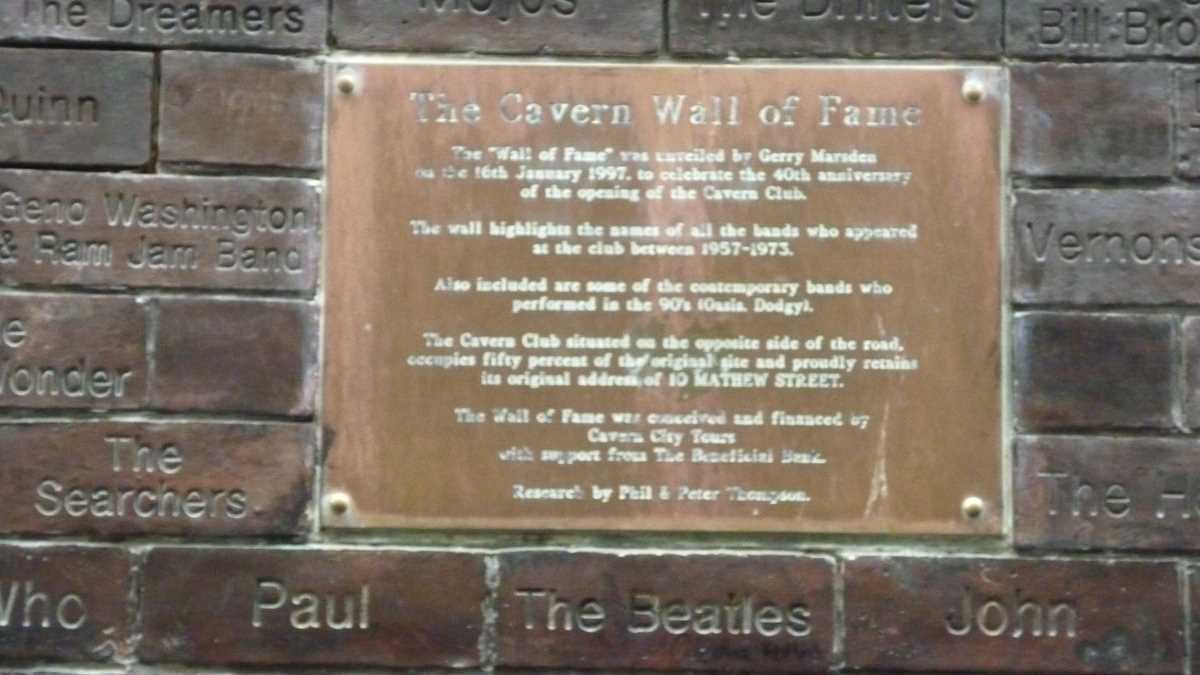 The Dreamers
Mojos
The Drifters
Bill Bro
Quinn
The Cavern Wall of Fame
The "Wall of Fame" was unveiled by Gerry Marsden
on the 16th January 1997, to celebrate the 40th anniversary
of the opening of the Cavern Club.
The wall highlights the names of all the bands who appeared
at the club between 1957-1973.
Also included are some of the contemporary bands who
performed in the 90's (Oasis, Dodgy).
The Cavern Club situated on the opposite side of the road,
occupies fifty percent of the original site and proudly retains
its original address of 10 MATHEW STREET.
The Wall of Fame was conceived and financed by
Cavern City Tours
with support from The Beneficial Bank.
Research by Phil & Peter Thompson.
Geno Washington
& Ram Jam Band
Vernons
Wonder
The
Searchers
The H
Who
Paul
The Beatles
John